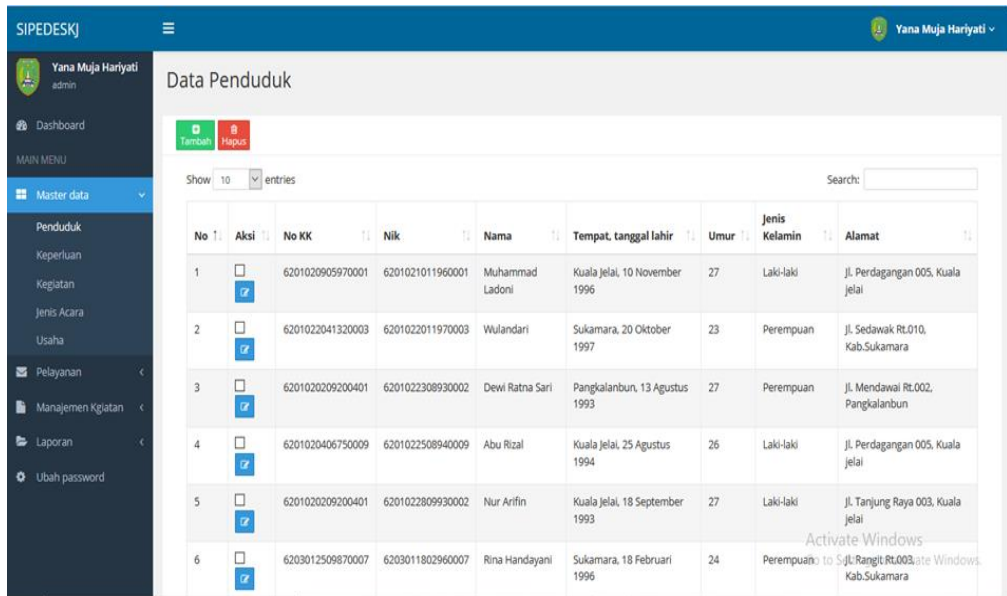 SIPEDESKJ
Yana Muja Hariyati
Yana Muja Hariyati
admin
Dashboard
MAIN MENU
Master data
Penduduk
Keperluan
Kegiatan
Jenis Acara
Usaha
Pelayanan
Manajemen Kgiatan
Laporan
Ubah password
Data Penduduk
Tambah Hapus
Show 10 entries Search:
No Aksi No KK Nik Nama Tempat, tanggal lahir Umur Jenis Kelamin Alamat
1 6201020905970001 6201021011960001 Muhammad Ladoni Kuala Jelai, 10 November 1996 27 Laki-laki Jl. Perdagangan 005, Kuala jelai
2 6201022041320003 6201022011970003 Wulandari Sukamara, 20 Oktober 1997 23 Perempuan Jl. Sedawak Rt.010, Kab.Sukamara
3 6201020209200401 6201022308930002 Dewi Ratna Sari Pangkalanbun, 13 Agustus 1993 27 Perempuan Jl. Mendawai Rt.002, Pangkalanbun
4 6201020406750009 6201022508940009 Abu Rizal Kuala Jelai, 25 Agustus 1994 26 Laki-laki Jl. Perdagangan 005, Kuala jelai
5 6201020209200401 6201022809930002 Nur Arifin Kuala Jelai, 18 September 1993 27 Laki-laki Jl. Tanjung Raya 003, Kuala jelai
6 6203012509870007 6203011802960007 Rina Handayani Sukamara, 18 Februari 1996 24 Perempuan Jl. Rangit Rt.003, Kab.Sukamara
Activate Windows